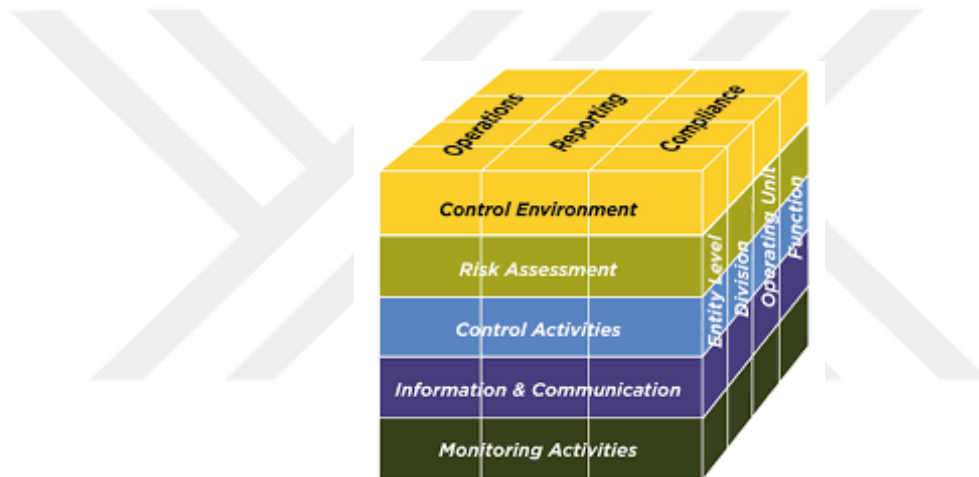 Operations
Reporting
Compliance
Control Environment
Risk Assessment
Control Activities
Information & Communication
Monitoring Activities
Entity Level
Division
Operating Unit
Function